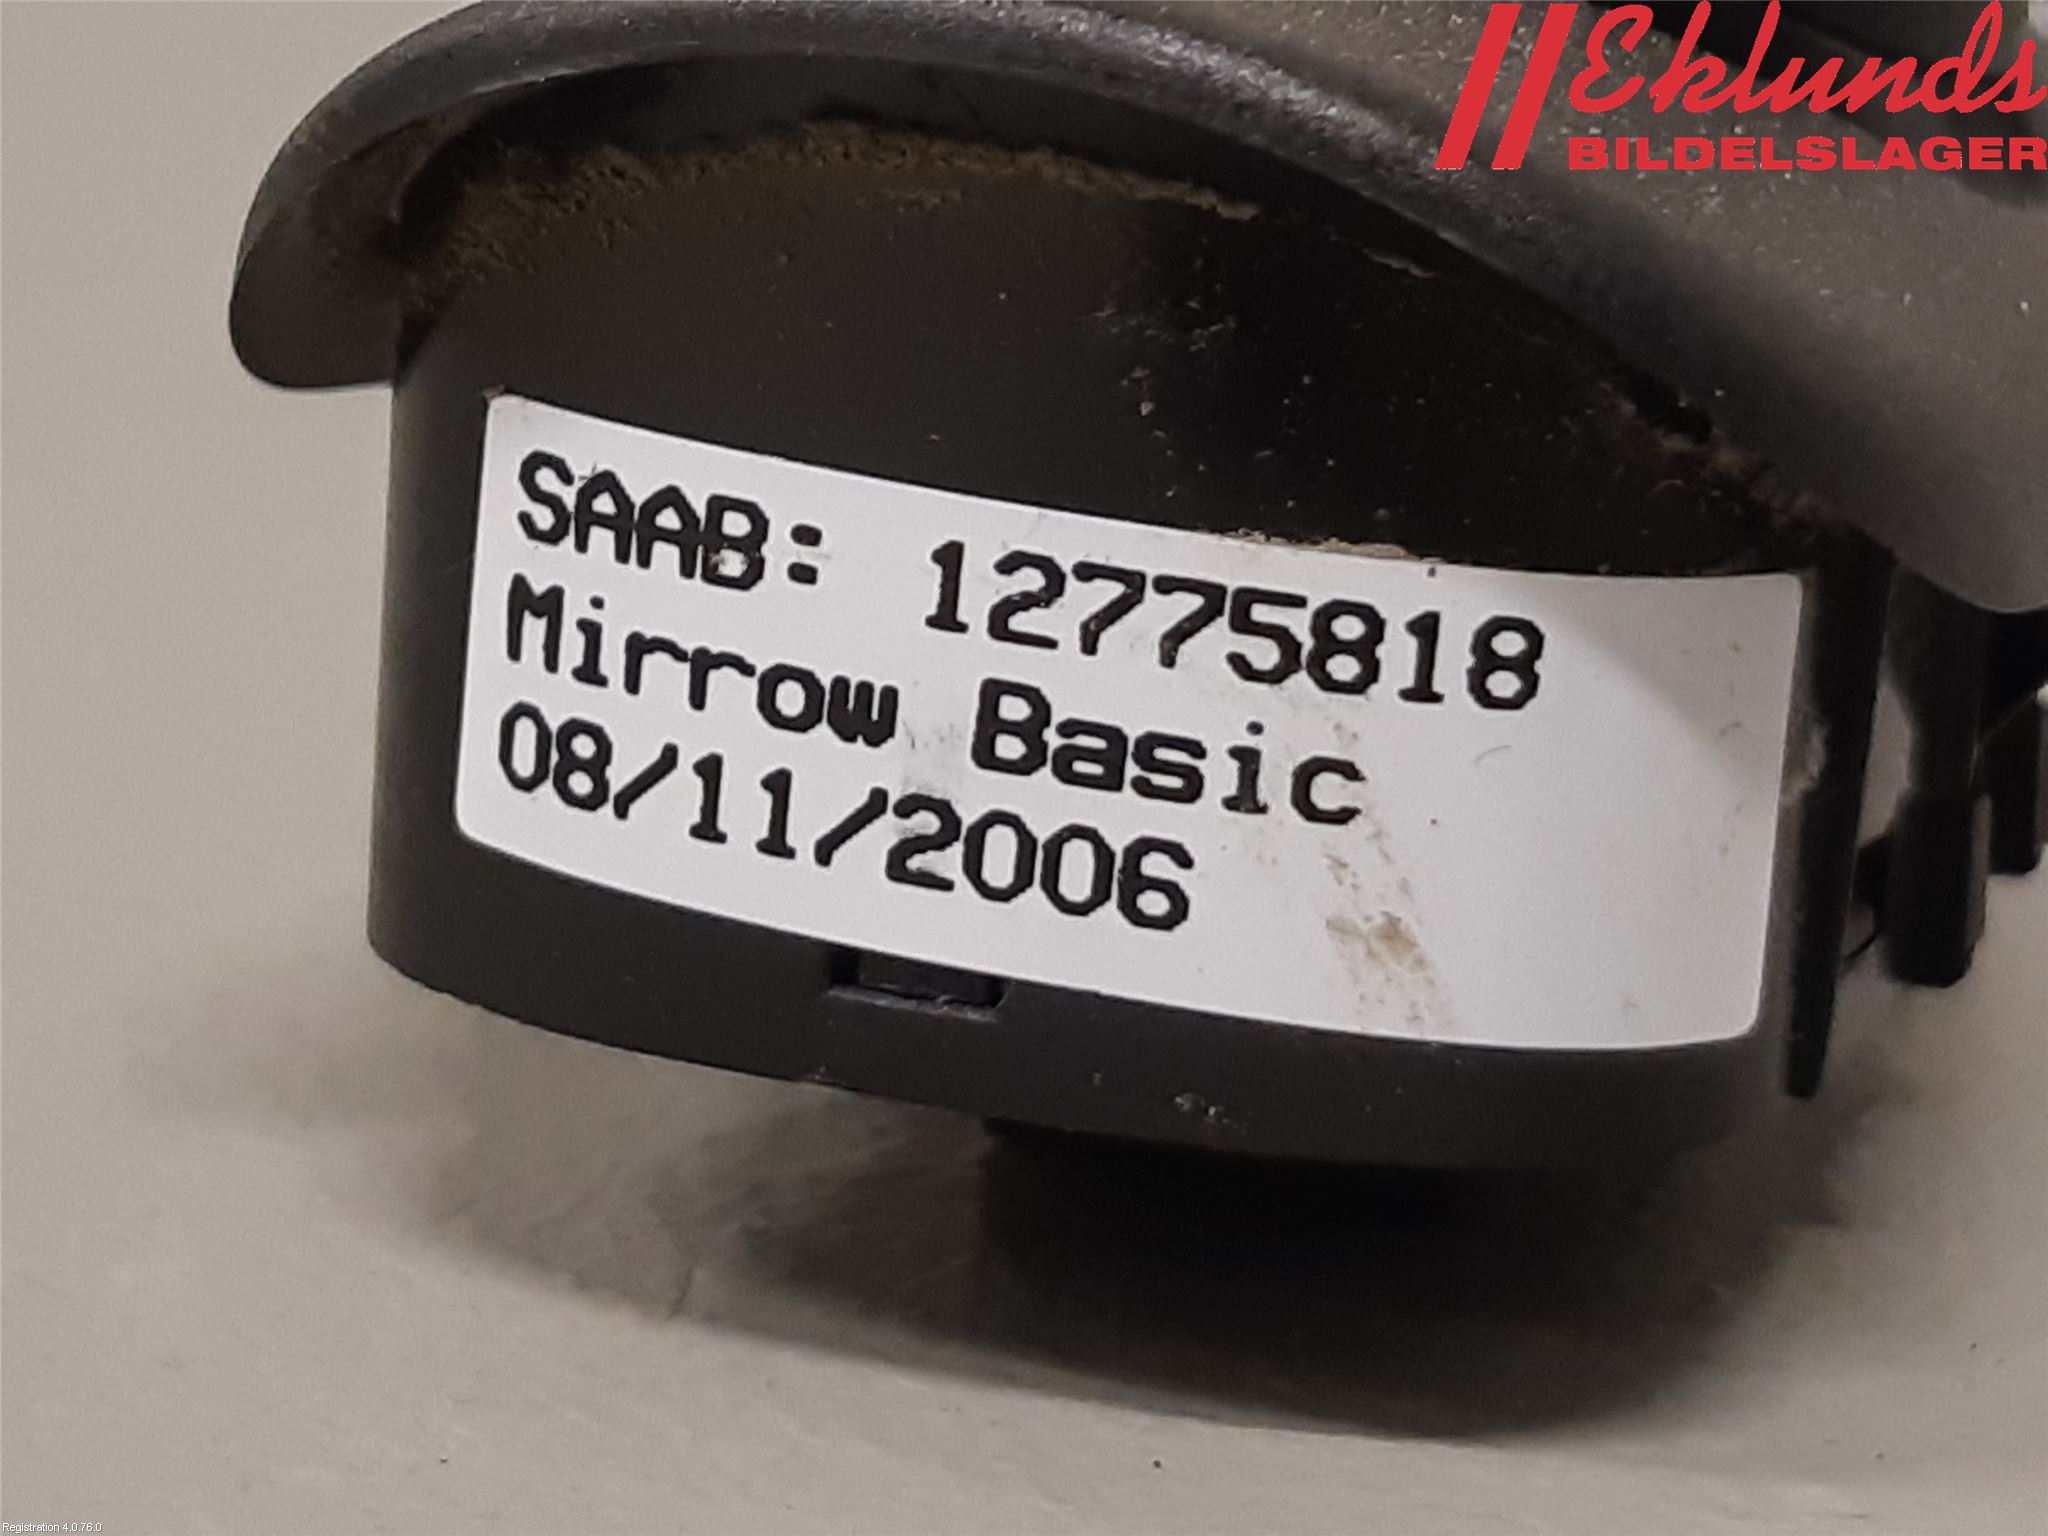 Eklunds
BILDELSLAGER
SAAB: 12775818
Mirrow Basic
08/11/2006
Registration 4.0.76.0